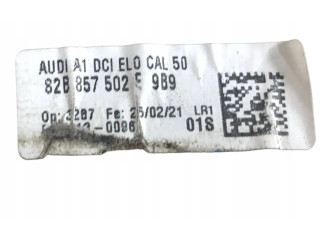 AUDI A1 DCI ELO CAL 50
82B 857 502 9B9
Op: 3287 Fe: 25/02/21 LR1
01S